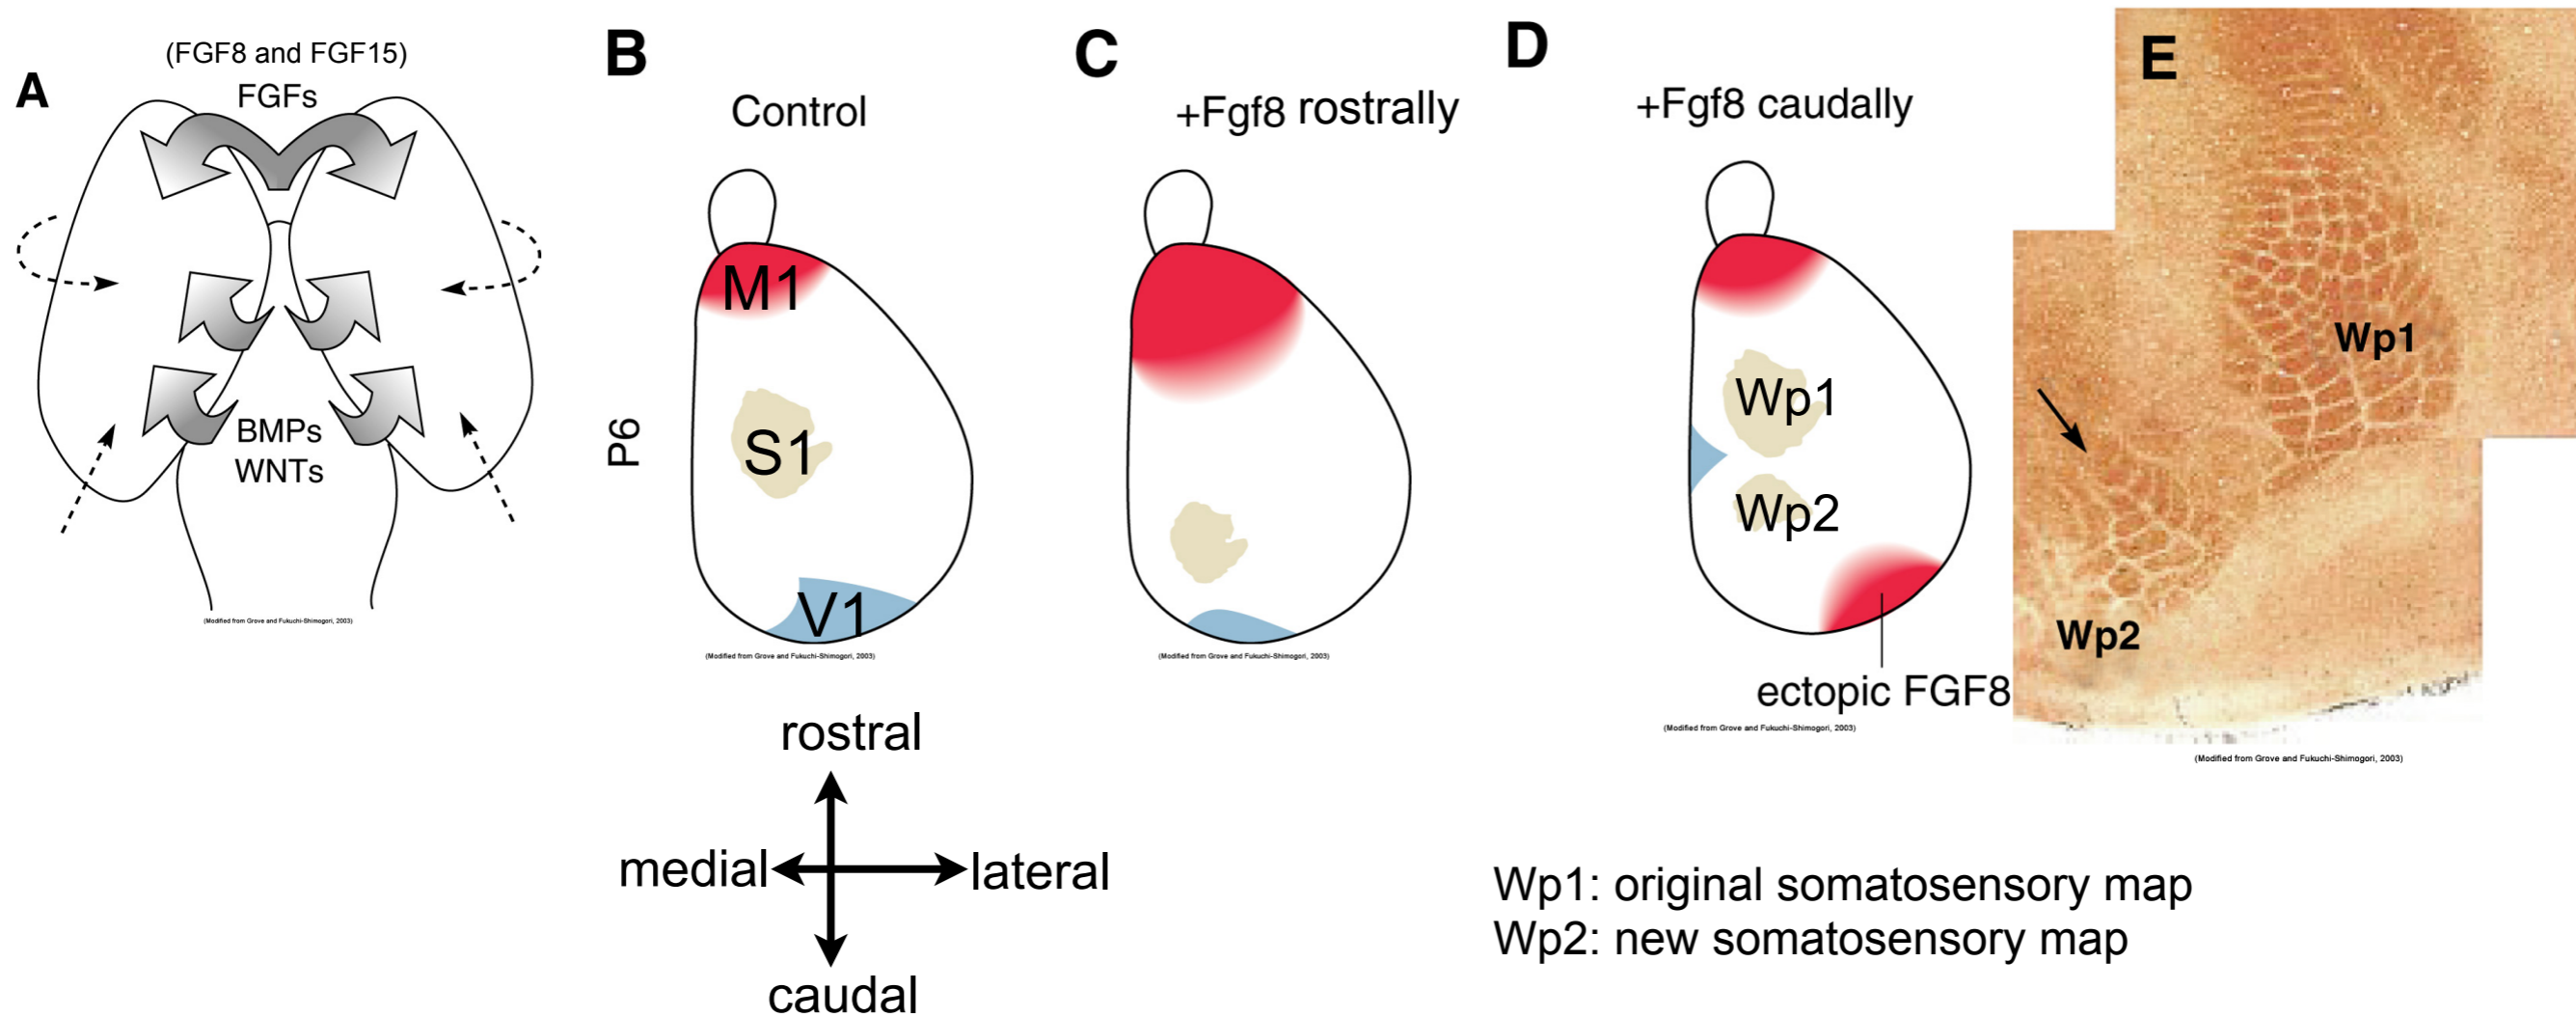 A
(FGF8 and FGF15)
FGFs
BMPs
WNTs
(Modified from Grove and Fukuchi-Shimogori, 2003)
B
Control
P6
M1
S1
V1
(Modified from Grove and Fukuchi-Shimogori, 2003)
C
+Fgf8 rostrally
(Modified from Grove and Fukuchi-Shimogori, 2003)
D
+Fgf8 caudally
Wp1
Wp2
ectopic FGF8
(Modified from Grove and Fukuchi-Shimogori, 2003)
E
Wp1
Wp2
(Modified from Grove and Fukuchi-Shimogori, 2003)
rostral
medial
lateral
caudal
Wp1: original somatosensory map
Wp2: new somatosensory map